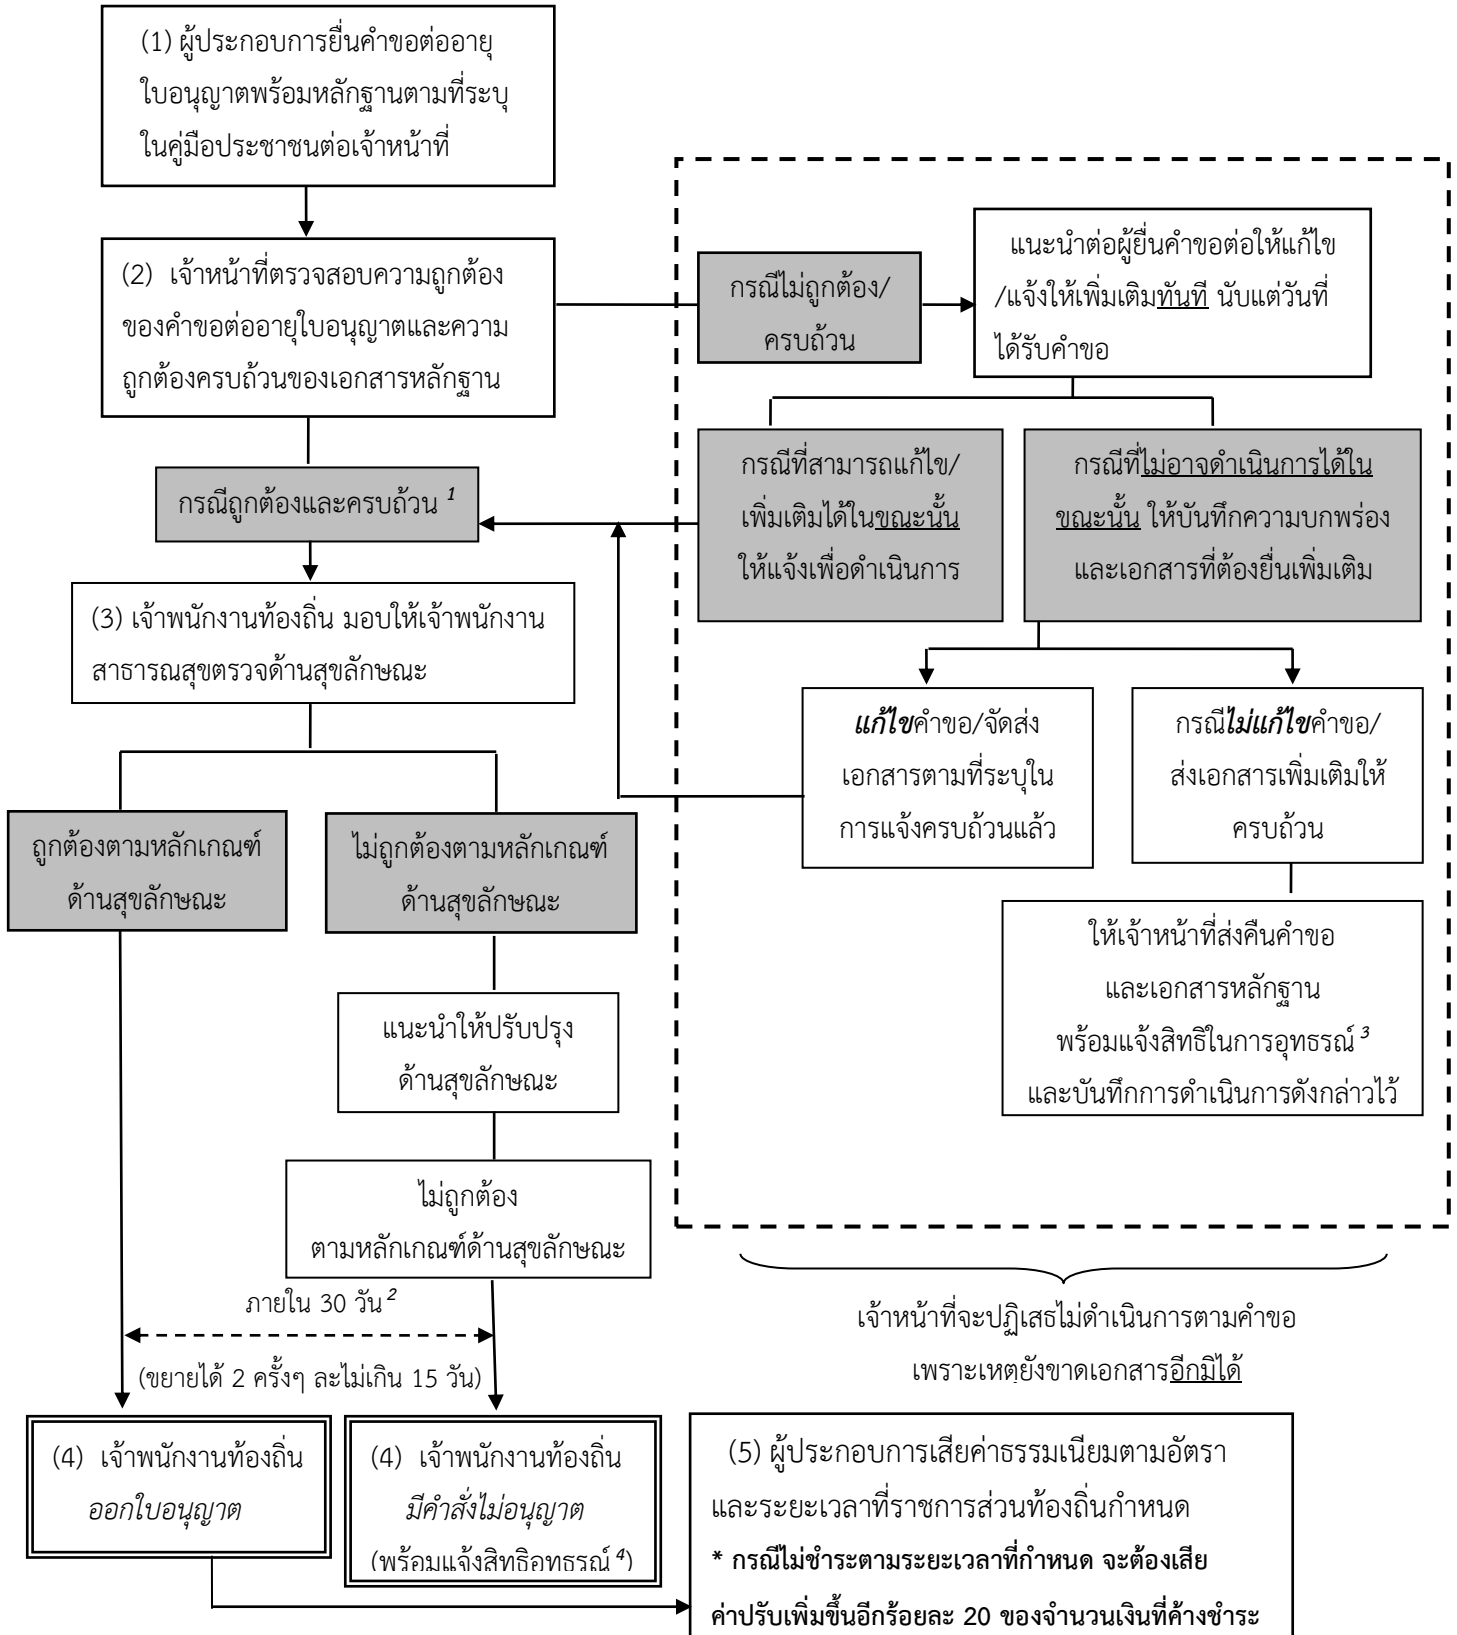 (1) ผู้ประกอบการยื่นคำขอต่ออายุ
ใบอนุญาตพร้อมหลักฐานตามที่ระบุ
ในคู่มือประชาชนต่อเจ้าหน้าที่
(2) เจ้าหน้าที่ตรวจสอบความถูกต้อง
ของคำขอต่ออายุใบอนุญาตและความ
ถูกต้องครบถ้วนของเอกสารหลักฐาน
กรณีไม่ถูกต้อง/
ครบถ้วน
แนะนำต่อผู้ยื่นคำขอต่อให้แก้ไข
/แจ้งให้เพิ่มเติมทันที นับแต่วันที่
ได้รับคำขอ
กรณีถูกต้องและครบถ้วน 1
กรณีที่สามารถแก้ไข/
เพิ่มเติมได้ในขณะนั้น
ให้แจ้งเพื่อดำเนินการ
กรณีที่ไม่อาจดำเนินการได้ใน
ขณะนั้น ให้บันทึกความบกพร่อง
และเอกสารที่ต้องยื่นเพิ่มเติม
(3) เจ้าพนักงานท้องถิ่น มอบให้เจ้าพนักงาน
สาธารณสุขตรวจด้านสุขลักษณะ
แก้ไขคำขอ/จัดส่ง
เอกสารตามที่ระบุใน
การแจ้งครบถ้วนแล้ว
กรณีไม่แก้ไขคำขอ/
ส่งเอกสารเพิ่มเติมให้
ครบถ้วน
ถูกต้องตามหลักเกณฑ์
ด้านสุขลักษณะ
ไม่ถูกต้องตามหลักเกณฑ์
ด้านสุขลักษณะ
ให้เจ้าหน้าที่ส่งคืนคำขอ
และเอกสารหลักฐาน
พร้อมแจ้งสิทธิในการอุทธรณ์ 3
และบันทึกการดำเนินการดังกล่าวไว้
แนะนำให้ปรับปรุง
ด้านสุขลักษณะ
ไม่ถูกต้อง
ตามหลักเกณฑ์ด้านสุขลักษณะ
ภายใน 30 วัน 2
(ขยายได้ 2 ครั้งๆ ละไม่เกิน 15 วัน)
เจ้าหน้าที่จะปฏิเสธไม่ดำเนินการตามคำขอ
เพราะเหตุยังขาดเอกสารอีกมิได้
(4) เจ้าพนักงานท้องถิ่น
ออกใบอนุญาต
(4) เจ้าพนักงานท้องถิ่น
มีคำสั่งไม่อนุญาต
(พร้อมแจ้งสิทธิอุทธรณ์ 4)
(5) ผู้ประกอบการเสียค่าธรรมเนียมตามอัตรา
และระยะเวลาที่ราชการส่วนท้องถิ่นกำหนด
* กรณีไม่ชำระตามระยะเวลาที่กำหนด จะต้องเสีย
ค่าปรับเพิ่มขึ้นอีกร้อยละ 20 ของจำนวนเงินที่ค้างชำระ